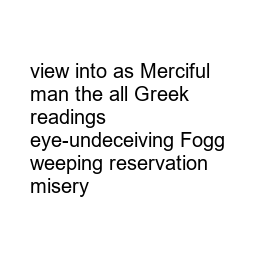 view into as Merciful
man the all Greek
readings
eye-undeceiving Fogg
weeping reservation
misery